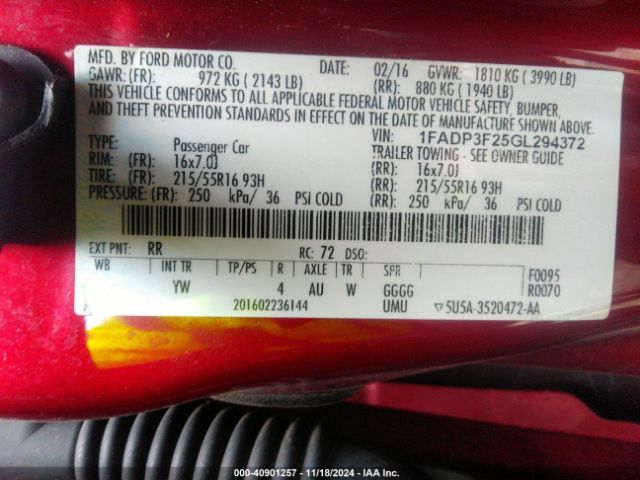 MFD. BY FORD MOTOR CO. DATE: 02/16 GVWR: 1810 KG ( 3990 LB)
GAWR: (FR): 972 KG ( 2143 LB) (RR): 880 KG ( 1940 LB)
THIS VEHICLE CONFORMS TO ALL APPLICABLE FEDERAL MOTOR VEHICLE SAFETY, BUMPER,
AND THEFT PREVENTION STANDARDS IN EFFECT ON THE DATE OF MANUFACTURE SHOWN ABOVE.
VIN: 1FADP3F25GL294372
TYPE: Passenger Car TRAILER TOWING - SEE OWNER GUIDE
RIM: (FR): 16x7.0J (RR): 16x7.0J
TIRE: (FR): 215/55R16 93H (RR): 215/55R16 93H
PRESSURE: (FR): 250 kPa/ 36 PSI COLD (RR): 250 kPa/ 36 PSI COLD
EXT PNT: RR RC: 72 DSO:
WB INT TR TP/PS R AXLE TR SPR F0095
YW 4 AU W GGGG R0070
201602236144 UMU ▽5U5A-3520472-AA
000-40901257 - 11/18/2024 - IAA Inc.